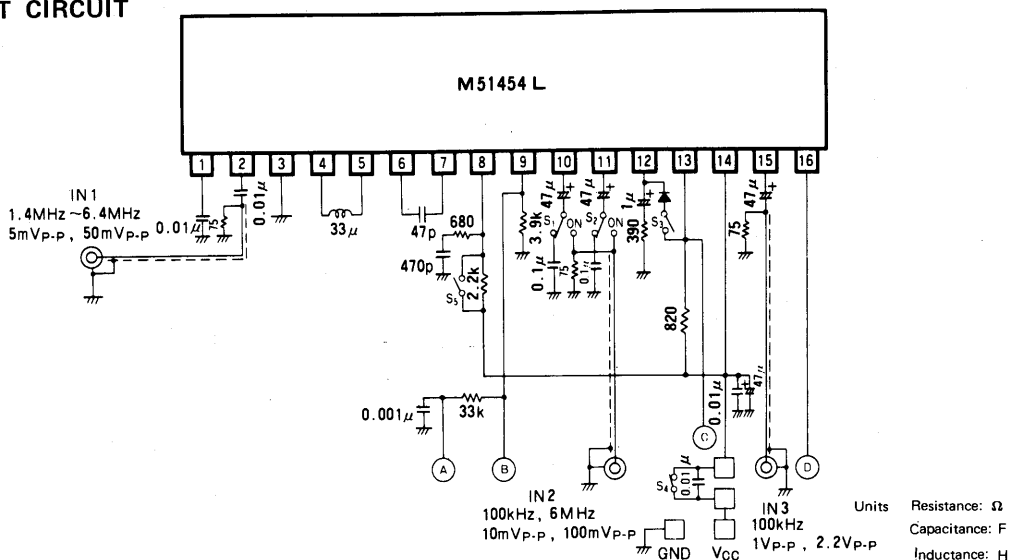 T CIRCUIT
M51454 L
1 2 3 4 5 6 7 8 9 10 11 12 13 14 15 16
IN1
1.4MHz~6.4MHz
5mVP-P, 50mVP-P
0.01μ
75
0.01μ
33μ
47p
680
470p
S5
2.2k
3.9k
47μ
+
S1
ON
0.1μ
75
47μ
+
S2
ON
0.1μ
1μ
+
390
S3
820
47μ
+
75
0.01μ
47μ
0.001μ
33k
A
B
C
D
IN2
100kHz, 6MHz
10mVP-P, 100mVP-P
S4
0.01μ
GND
VCC
IN3
100kHz
1VP-P, 2.2VP-P
Units Resistance: Ω
Capacitance: F
Inductance: H